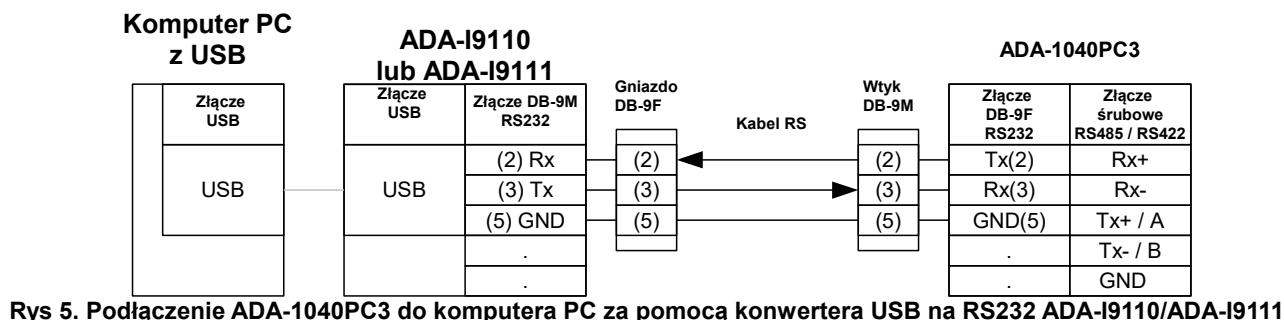 Komputer PC
z USB
ADA-I9110
lub ADA-I9111
ADA-1040PC3
Złącze
USB
Złącze
USB
Złącze DB-9M
RS232
Gniazdo
DB-9F
Kabel RS
Wtyk
DB-9M
Złącze
DB-9F
RS232
Złącze
śrubowe
RS485 / RS422
USB
USB
(2) Rx
(2)
(2)
Tx(2)
Rx+
(3) Tx
(3)
(3)
Rx(3)
Rx-
(5) GND
(5)
(5)
GND(5)
Tx+ / A
.
.
Tx- / B
.
.
GND
Rys 5. Podłączenie ADA-1040PC3 do komputera PC za pomocą konwertera USB na RS232 ADA-I9110/ADA-I9111